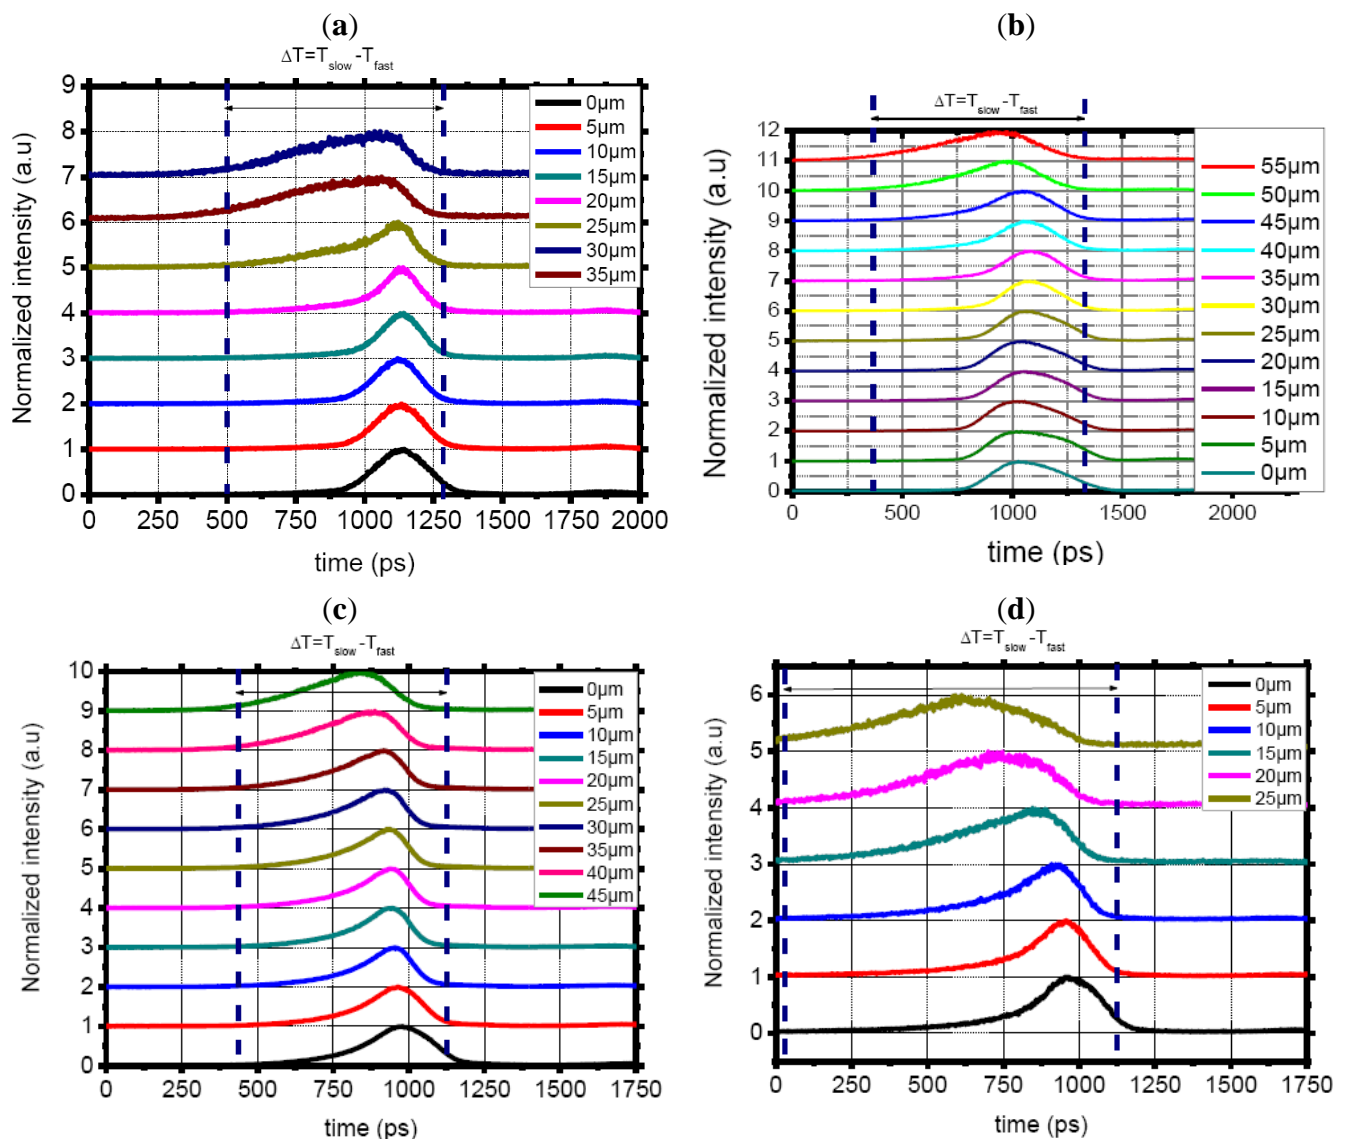 (a)
ΔT=Tslow-Tfast
9
8
7
6
5
4
3
2
1
0
Normalized intensity (a.u)
0µm
5µm
10µm
15µm
20µm
25µm
30µm
35µm
0 250 500 750 1000 1250 1500 1750 2000
time (ps)
(b)
ΔT=Tslow-Tfast
12
11
10
9
8
7
6
5
4
3
2
1
0
Normalized intensity (a.u)
55µm
50µm
45µm
40µm
35µm
30µm
25µm
20µm
15µm
10µm
5µm
0µm
0 500 1000 1500 2000
time (ps)
(c)
ΔT=Tslow-Tfast
10
9
8
7
6
5
4
3
2
1
0
Normalized intensity (a.u)
0µm
5µm
10µm
15µm
20µm
25µm
30µm
35µm
40µm
45µm
0 250 500 750 1000 1250 1500 1750
time (ps)
(d)
ΔT=Tslow-Tfast
6
5
4
3
2
1
0
Normalized intensity (a.u)
0µm
5µm
10µm
15µm
20µm
25µm
0 250 500 750 1000 1250 1500 1750
time (ps)